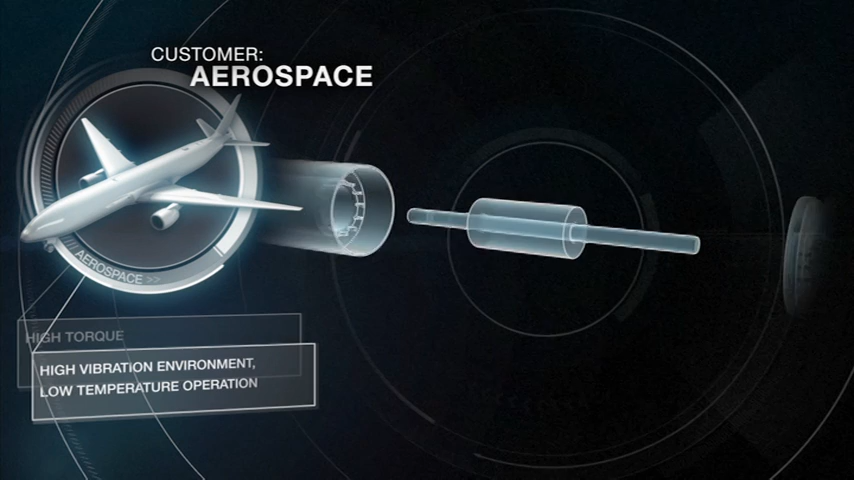 CUSTOMER:
AEROSPACE
AEROSPACE >>
HIGH TORQUE
HIGH VIBRATION ENVIRONMENT,
LOW TEMPERATURE OPERATION